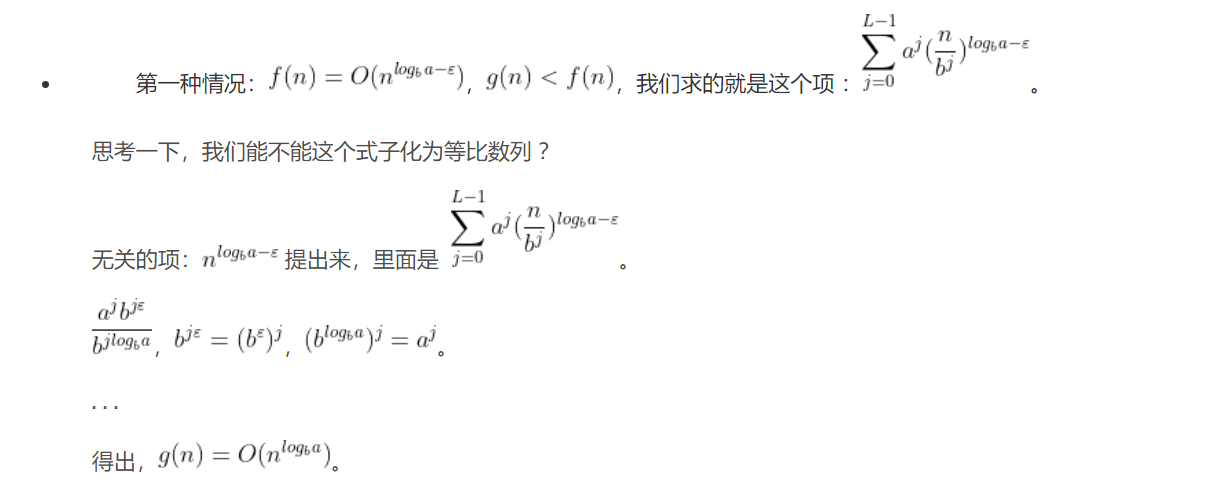 • 第一种情况：$f(n) = O(n^{log_b a-\varepsilon})$，$g(n) < f(n)$，我们求的就是这个项：$\sum_{j=0}^{L-1} a^j (\frac{n}{b^j})^{log_b a-\varepsilon}$。
思考一下，我们能不能这个式子化为等比数列？
无关的项：$n^{log_b a-\varepsilon}$ 提出来，里面是 $\sum_{j=0}^{L-1} a^j (\frac{n}{b^j})^{log_b a-\varepsilon}$。
$\frac{a^j b^{j\varepsilon}}{b^{jlog_b a}}$，$b^{j\varepsilon} = (b^\varepsilon)^j$，$(b^{log_b a})^j = a^j$。
. . .
得出，$g(n) = O(n^{log_b a})$。